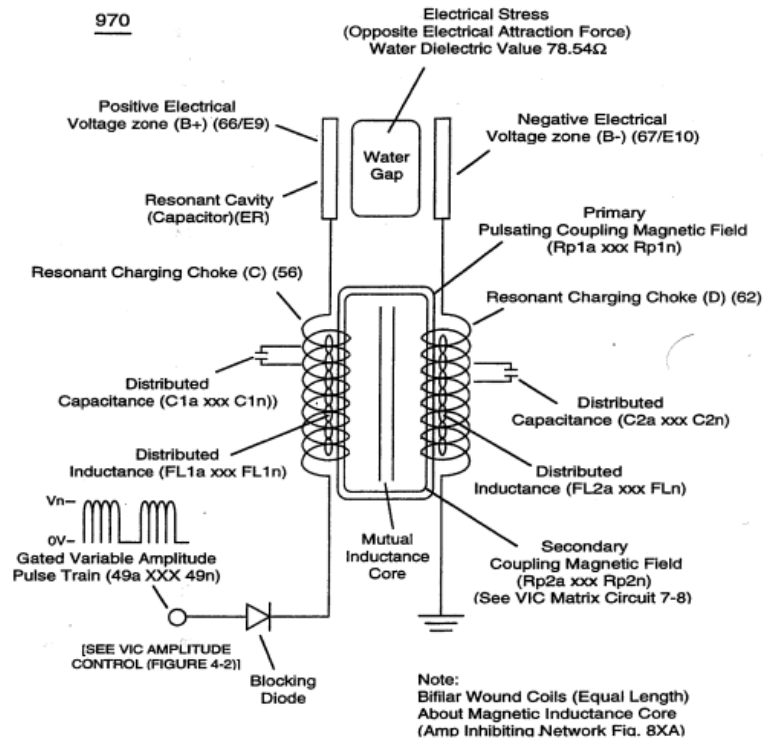 970
Electrical Stress
(Opposite Electrical Attraction Force)
Water Dielectric Value 78.54Ω
Positive Electrical
Voltage zone (B+) (66/E9)
Negative Electrical
Voltage zone (B-) (67/E10)
Water
Gap
Resonant Cavity
(Capacitor)(ER)
Primary
Pulsating Coupling Magnetic Field
(Rp1a xxx Rp1n)
Resonant Charging Choke (C) (56)
Resonant Charging Choke (D) (62)
Distributed
Capacitance (C1a xxx C1n))
Distributed
Capacitance (C2a xxx C2n)
Distributed
Inductance (FL1a xxx FL1n)
Distributed
Inductance (FL2a xxx FLn)
Vn
0V
Gated Variable Amplitude
Pulse Train (49a XXX 49n)
Mutual
Inductance
Core
Secondary
Coupling Magnetic Field
(Rp2a xxx Rp2n)
(See VIC Matrix Circuit 7-8)
[SEE VIC AMPLITUDE
CONTROL (FIGURE 4-2)]
Blocking
Diode
Note:
Bifilar Wound Coils (Equal Length)
About Magnetic Inductance Core
(Amp Inhibiting Network Fig. 8XA)